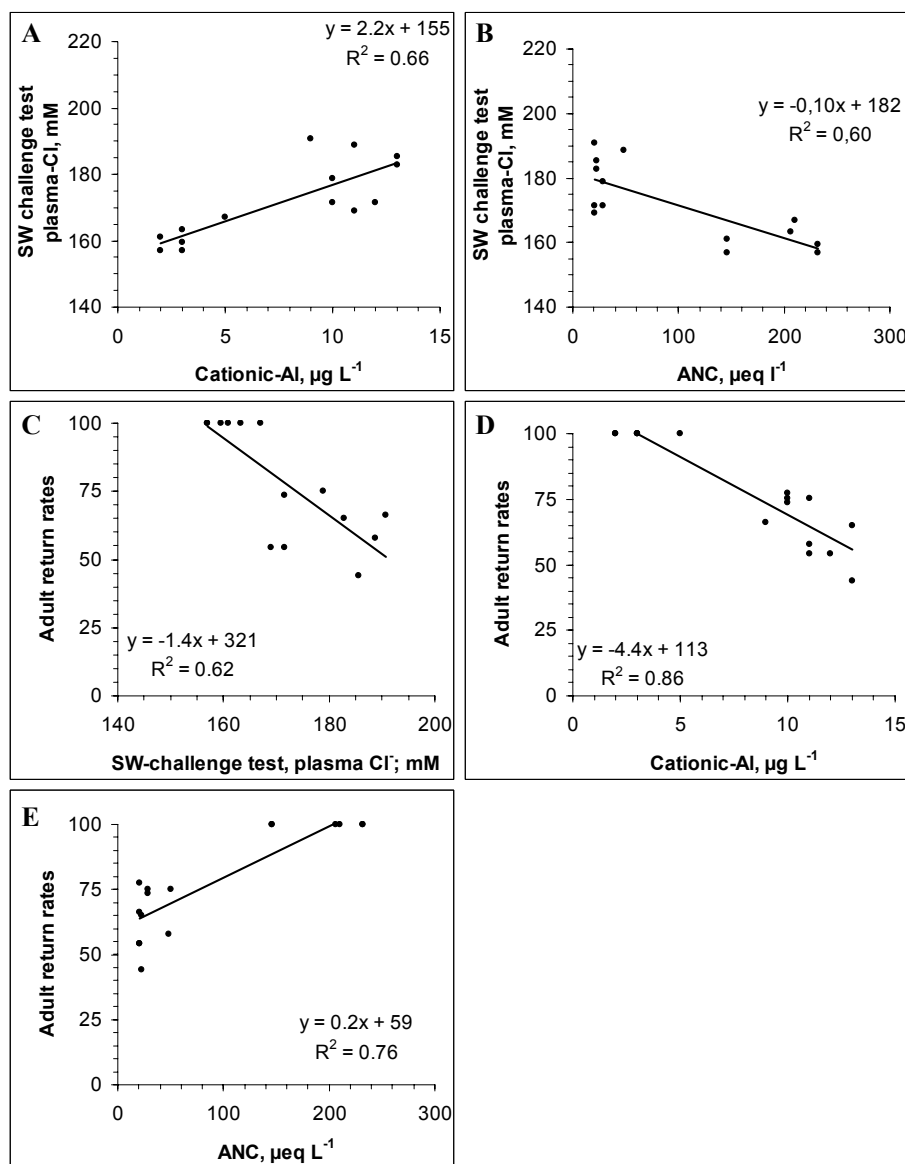 A
y = 2.2x + 155
R² = 0.66
SW challenge test
plasma-Cl, mM
220
200
180
160
140
0 5 10 15
Cationic-Al, µg L⁻¹
B
y = -0,10x + 182
R² = 0,60
SW challenge test
plasma-Cl, mM
220
200
180
160
140
0 100 200 300
ANC, µeq l⁻¹
C
Adult return rates
100
75
50
25
0
y = -1.4x + 321
R² = 0.62
140 160 180 200
SW-challenge test, plasma Cl⁻; mM
D
Adult return rates
100
75
50
25
0
y = -4.4x + 113
R² = 0.86
0 5 10 15
Cationic-Al, µg L⁻¹
E
Adult return rates
100
75
50
25
0
y = 0.2x + 59
R² = 0.76
0 100 200 300
ANC, µeq L⁻¹